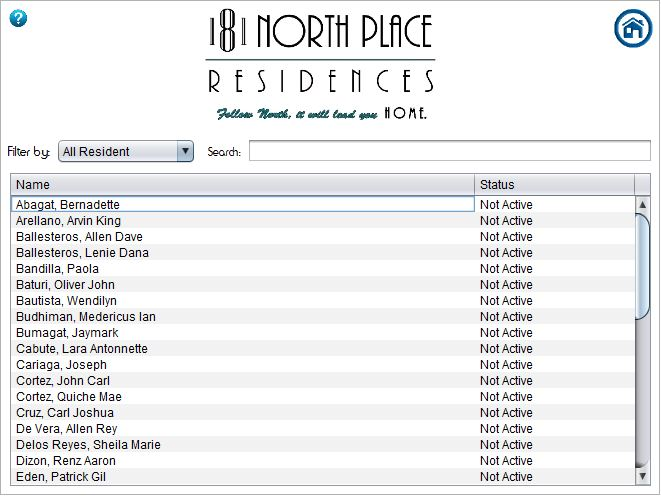 ?
181 NORTH PLACE
RESIDENCES
Follow North, it will lead you HOME.
Filter by: All Resident Search:
Name Status
Abagat, Bernadette Not Active
Arellano, Arvin King Not Active
Ballesteros, Allen Dave Not Active
Ballesteros, Lenie Dana Not Active
Bandilla, Paola Not Active
Baturi, Oliver John Not Active
Bautista, Wendilyn Not Active
Budhiman, Medericus Ian Not Active
Bumagat, Jaymark Not Active
Cabute, Lara Antonnette Not Active
Cariaga, Joseph Not Active
Cortez, John Carl Not Active
Cortez, Quiche Mae Not Active
Cruz, Carl Joshua Not Active
De Vera, Allen Rey Not Active
Delos Reyes, Sheila Marie Not Active
Dizon, Renz Aaron Not Active
Eden, Patrick Gil Not Active